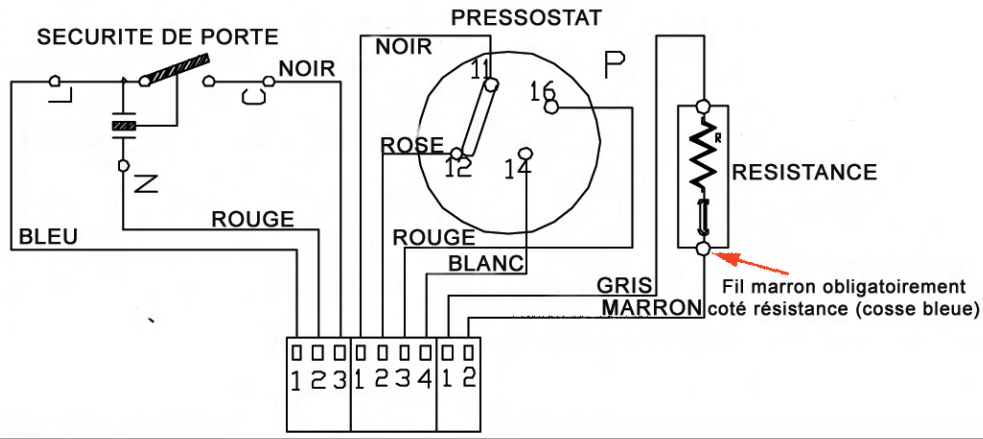 PRESSOSTAT
SECURITE DE PORTE
NOIR
NOIR
P
11
16
L
C
ROSE
12
14
R
RESISTANCE
N
ROUGE
BLEU
ROUGE
BLANC
GRIS
MARRON
Fil marron obligatoirement
coté résistance (cosse bleue)
1 2 3 1 2 3 4 1 2